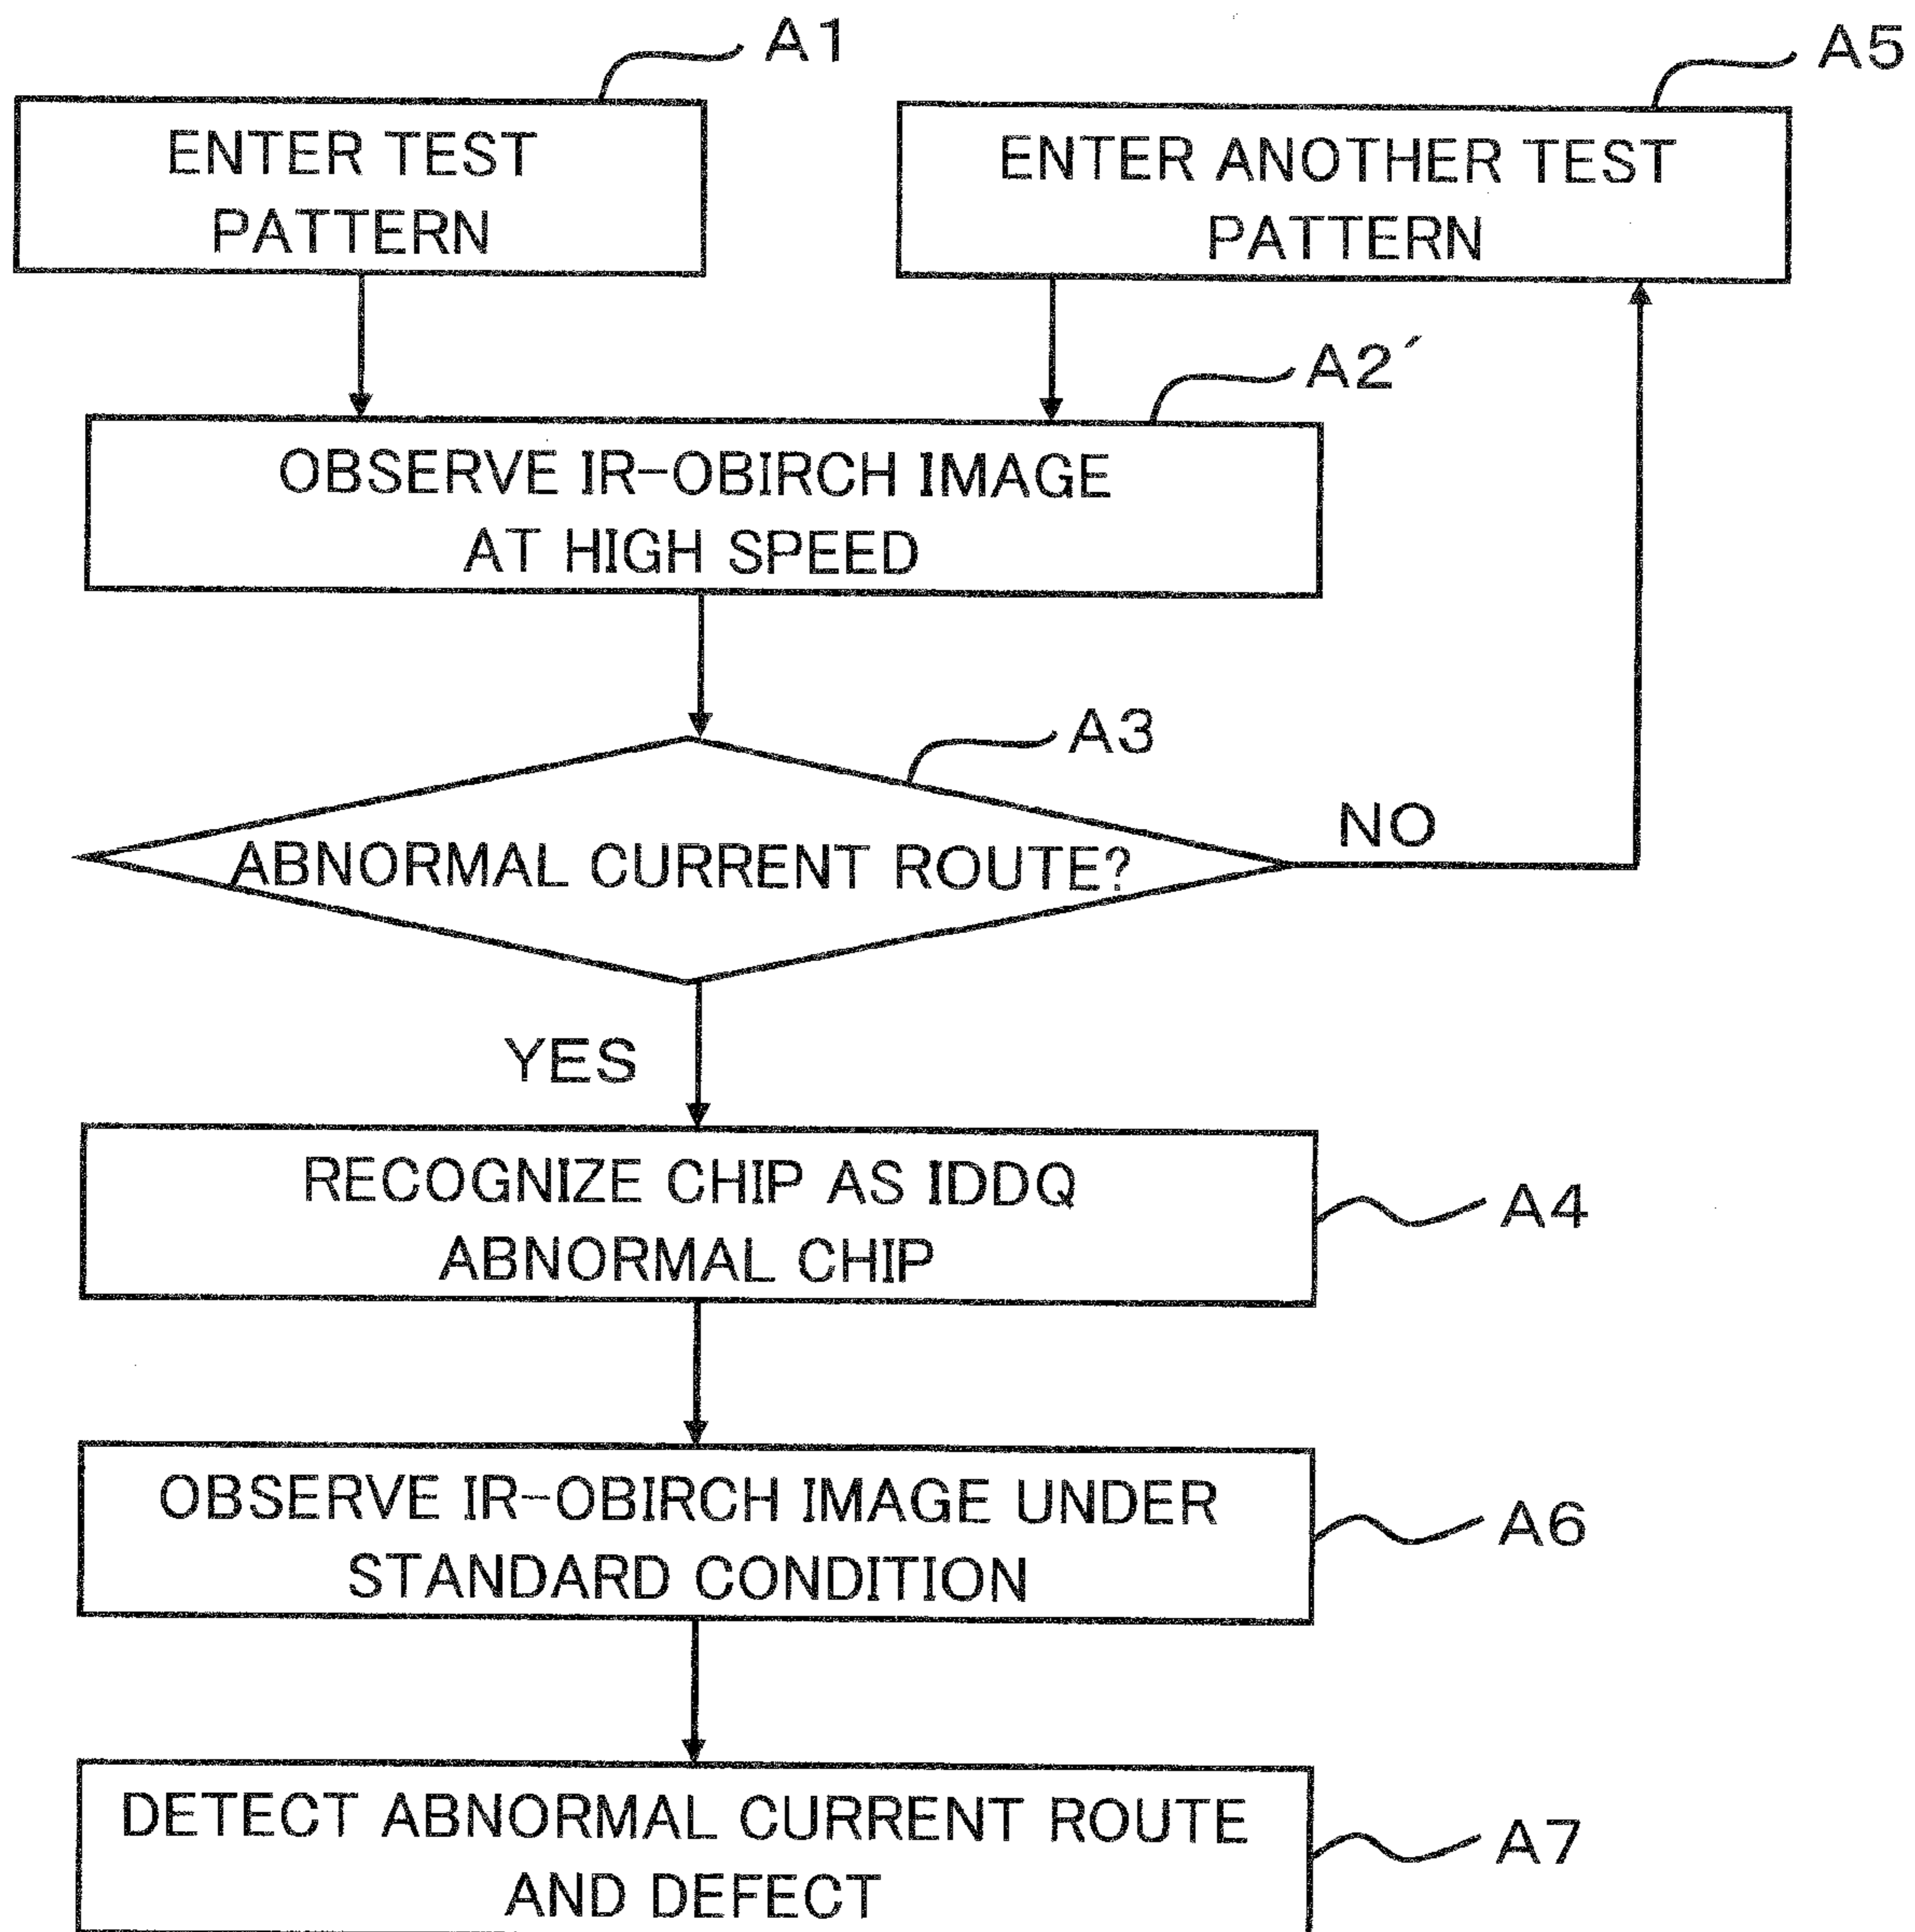 A1
ENTER TEST
PATTERN
A5
ENTER ANOTHER TEST
PATTERN
A2´
OBSERVE IR-OBIRCH IMAGE
AT HIGH SPEED
A3
ABNORMAL CURRENT ROUTE?
NO
YES
RECOGNIZE CHIP AS IDDQ
ABNORMAL CHIP
A4
OBSERVE IR-OBIRCH IMAGE UNDER
STANDARD CONDITION
A6
DETECT ABNORMAL CURRENT ROUTE
AND DEFECT
A7